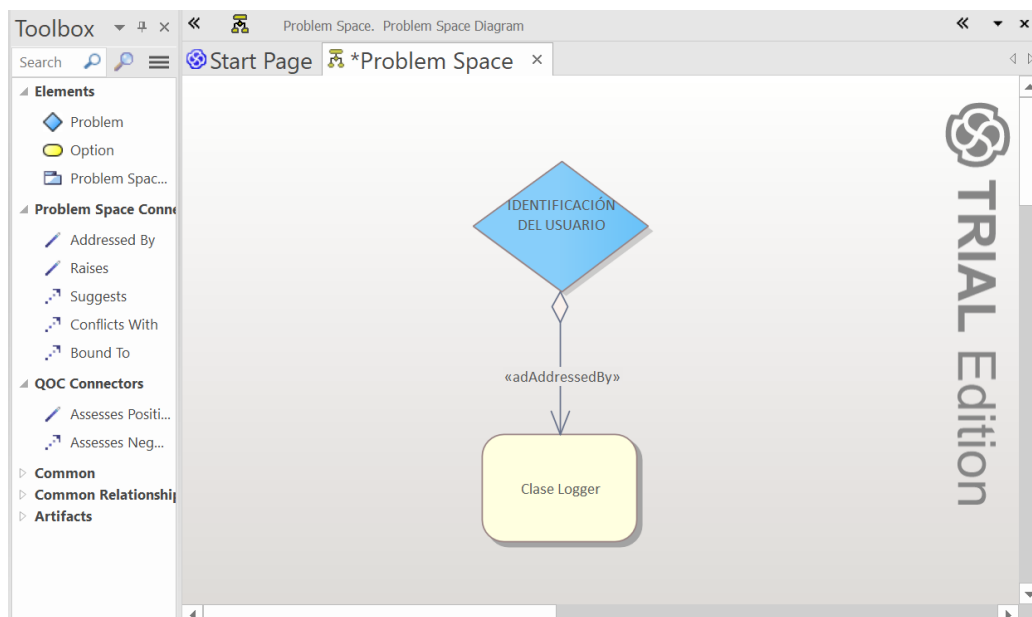 Toolbox
Problem Space. Problem Space Diagram
Search
Start Page
*Problem Space
Elements
Problem
Option
Problem Spac...
Problem Space Conne
Addressed By
Raises
Suggests
Conflicts With
Bound To
QOC Connectors
Assesses Positi...
Assesses Neg...
Common
Common Relationship
Artifacts
IDENTIFICACIÓN
DEL USUARIO
«adAddressedBy»
Clase Logger
TRIAL Edition